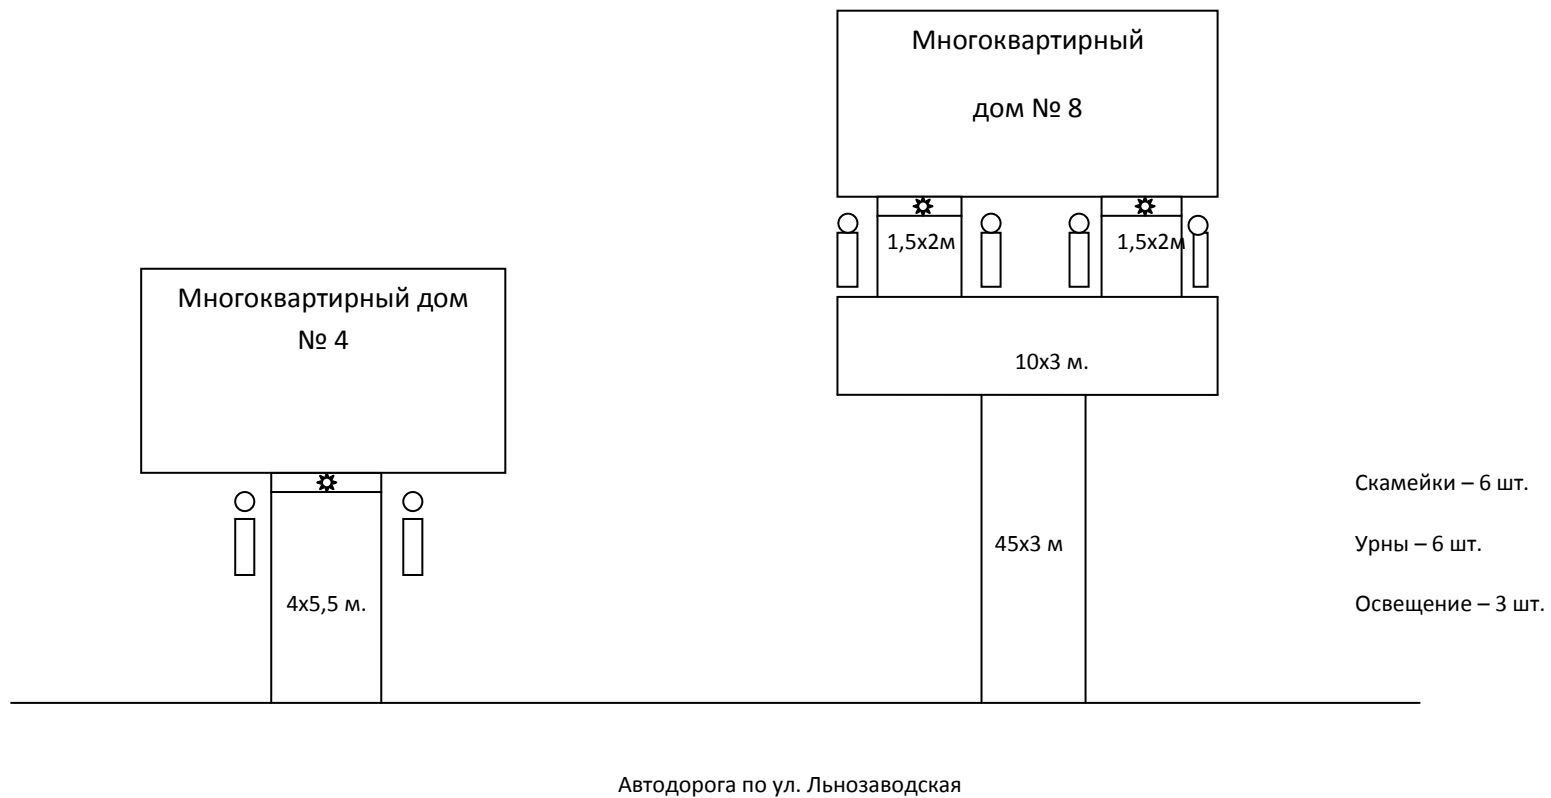 Многоквартирный
дом № 8
1,5х2м
1,5х2м
Многоквартирный дом
№ 4
10х3 м.
Скамейки – 6 шт.
45х3 м
Урны – 6 шт.
4х5,5 м.
Освещение – 3 шт.
Автодорога по ул. Льнозаводская